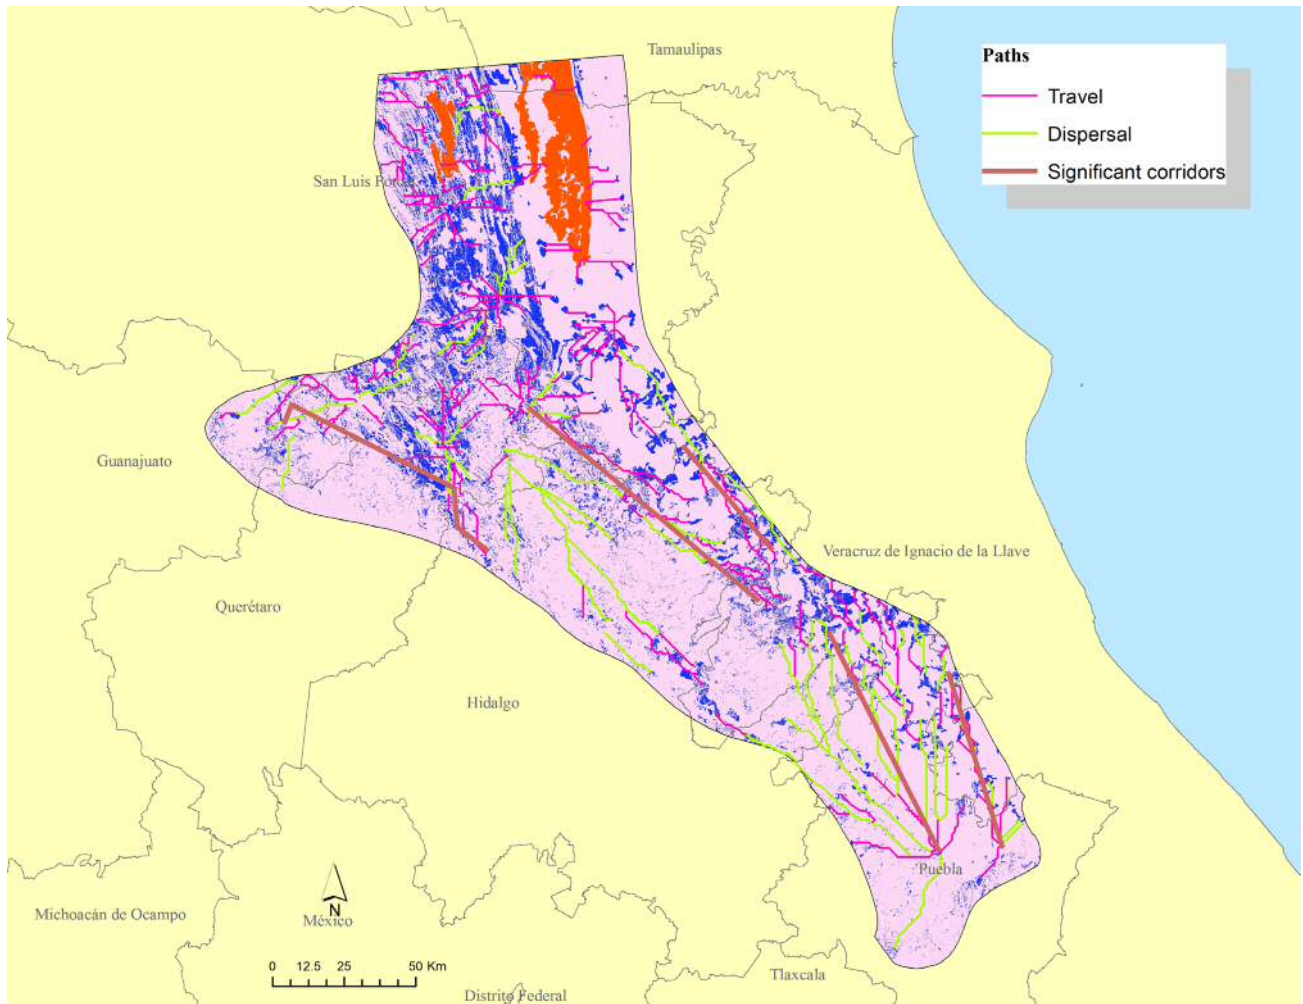 Tamaulipas
Paths
Travel
Dispersal
Significant corridors
San Luis Potosí
Guanajuato
Veracruz de Ignacio de la Llave
Querétaro
Hidalgo
Puebla
Michoacán de Ocampo
México
N
0 12.5 25 50 Km
Tlaxcala
Distrito Federal